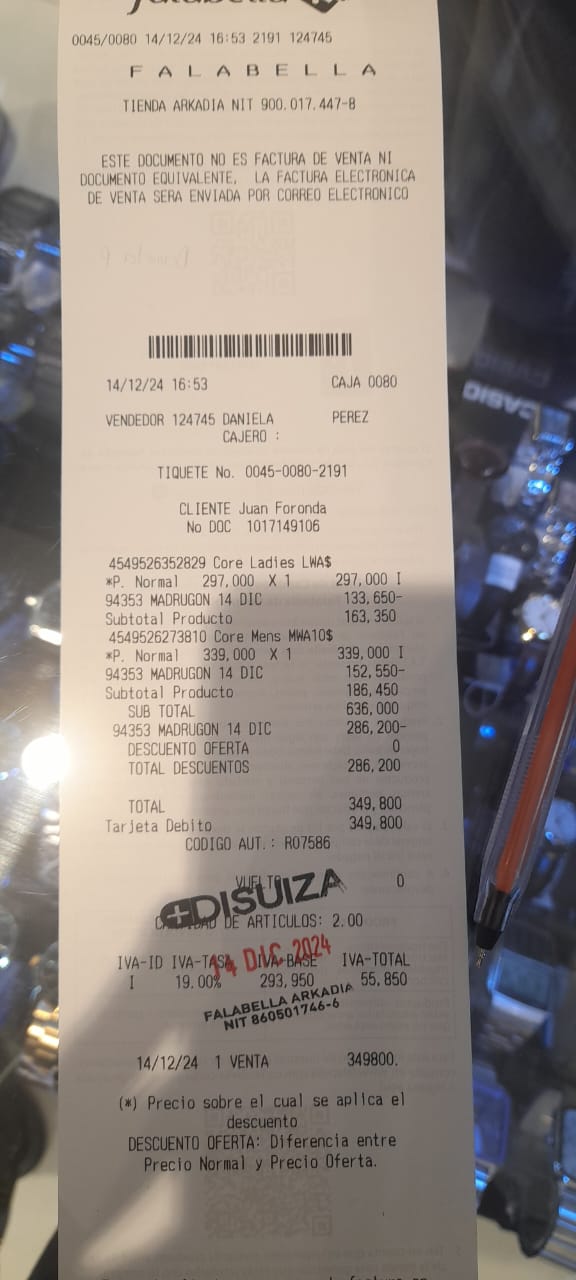 falabella
0045/0080 14/12/24 16:53 2191 124745
FALABELLA
TIENDA ARKADIA NIT 900.017.447-8
ESTE DOCUMENTO NO ES FACTURA DE VENTA NI
DOCUMENTO EQUIVALENTE, LA FACTURA ELECTRONICA
DE VENTA SERA ENVIADA POR CORREO ELECTRONICO
14/12/24 16:53 CAJA 0080
VENDEDOR 124745 DANIELA PEREZ
CAJERO :
TIQUETE No. 0045-0080-2191
CLIENTE Juan Foronda
No DOC 1017149106
4549526352829 Core Ladies LWA$
*P. Normal 297,000 X 1 297,000 I
94353 MADRUGON 14 DIC 133,650-
Subtotal Producto 163,350
4549526273810 Core Mens MWA10$
*P. Normal 339,000 X 1 339,000 I
94353 MADRUGON 14 DIC 152,550-
Subtotal Producto 186,450
SUB TOTAL 636,000
94353 MADRUGON 14 DIC 286,200-
DESCUENTO OFERTA 0
TOTAL DESCUENTOS 286,200
TOTAL 349,800
Tarjeta Debito 349,800
CODIGO AUT.: R07586
VUELTO 0
DISUIZA
CANTIDAD DE ARTICULOS: 2.00
14 DIC 2024
IVA-ID IVA-TASA IVA-BASE IVA-TOTAL
I 19.00% 293,950 55,850
FALABELLA ARKADIA
NIT 860501746-6
14/12/24 1 VENTA 349800.
(*) Precio sobre el cual se aplica el
descuento
DESCUENTO OFERTA: Diferencia entre
Precio Normal y Precio Oferta.
CASIO